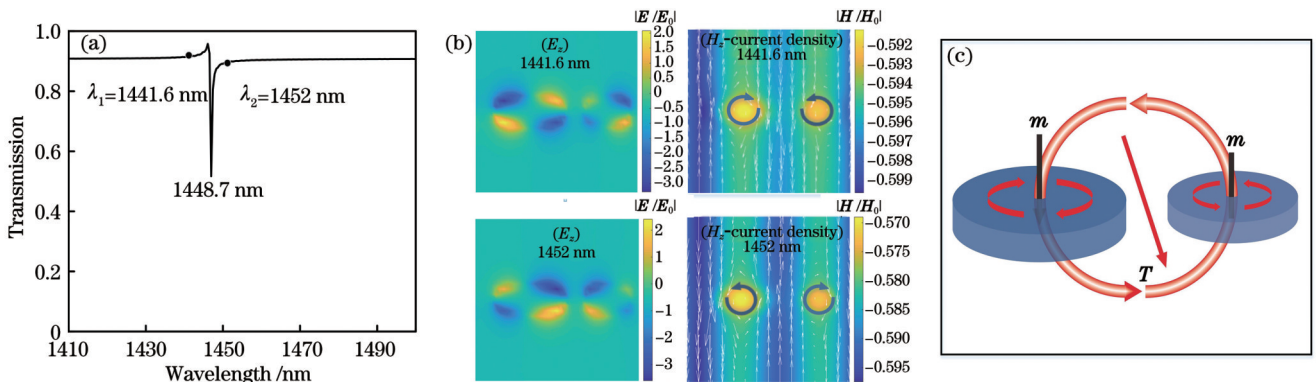 (a)
Transmission
1.0
0.8
0.6
0.4
0.2
0
λ₁=1441.6 nm
λ₂=1452 nm
1448.7 nm
1410
1430
1450
1470
1490
Wavelength /nm
(b)
|E/E₀|
(E_z)
1441.6 nm
2.0
1.5
1.0
0.5
0
−0.5
−1.0
−1.5
−2.0
−2.5
−3.0
|H/H₀|
(H_z-current density)
1441.6 nm
−0.592
−0.593
−0.594
−0.595
−0.596
−0.597
−0.598
−0.599
|E/E₀|
(E_z)
1452 nm
2
1
0
−1
−2
−3
|H/H₀|
(H_z-current density)
1452 nm
−0.570
−0.575
−0.580
−0.585
−0.590
−0.595
(c)
m
m
T